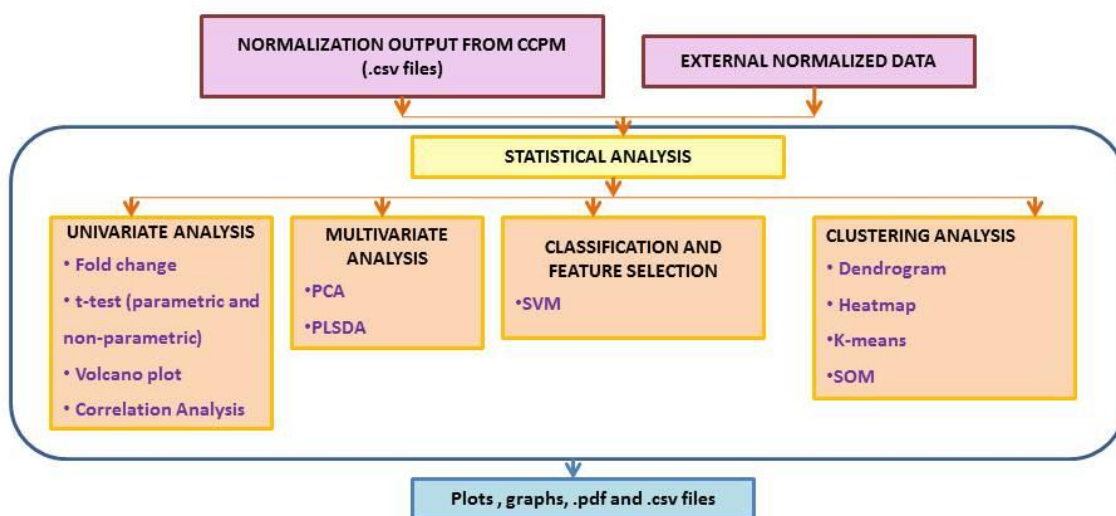 NORMALIZATION OUTPUT FROM CCPM
(.csv files)
EXTERNAL NORMALIZED DATA
STATISTICAL ANALYSIS
UNIVARIATE ANALYSIS
• Fold change
• t-test (parametric and
non-parametric)
• Volcano plot
• Correlation Analysis
MULTIVARIATE
ANALYSIS
•PCA
•PLSDA
CLASSIFICATION AND
FEATURE SELECTION
•SVM
CLUSTERING ANALYSIS
• Dendrogram
• Heatmap
•K-means
•SOM
Plots , graphs, .pdf and .csv files